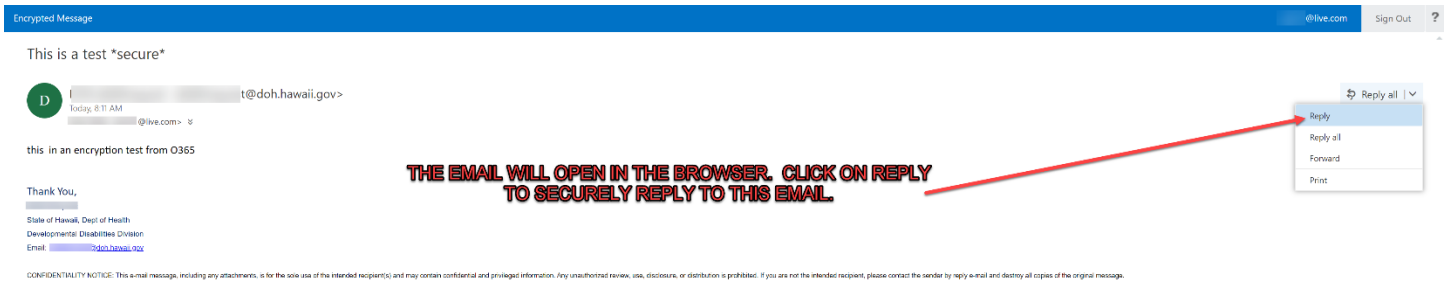 Encrypted Message
@live.com Sign Out ?
This is a test *secure*
D
t@doh.hawaii.gov>
Today, 8:11 AM
@live.com>
Reply all
Reply
Reply all
Forward
Print
this in an encryption test from O365
THE EMAIL WILL OPEN IN THE BROWSER. CLICK ON REPLY
TO SECURELY REPLY TO THIS EMAIL.
Thank You,
State of Hawaii, Dept of Health
Developmental Disabilities Division
Email: @doh.hawaii.gov
CONFIDENTIALITY NOTICE: This e-mail message, including any attachments, is for the sole use of the intended recipient(s) and may contain confidential and privileged information. Any unauthorized review, use, disclosure, or distribution is prohibited. If you are not the intended recipient, please contact the sender by reply e-mail and destroy all copies of the original message.